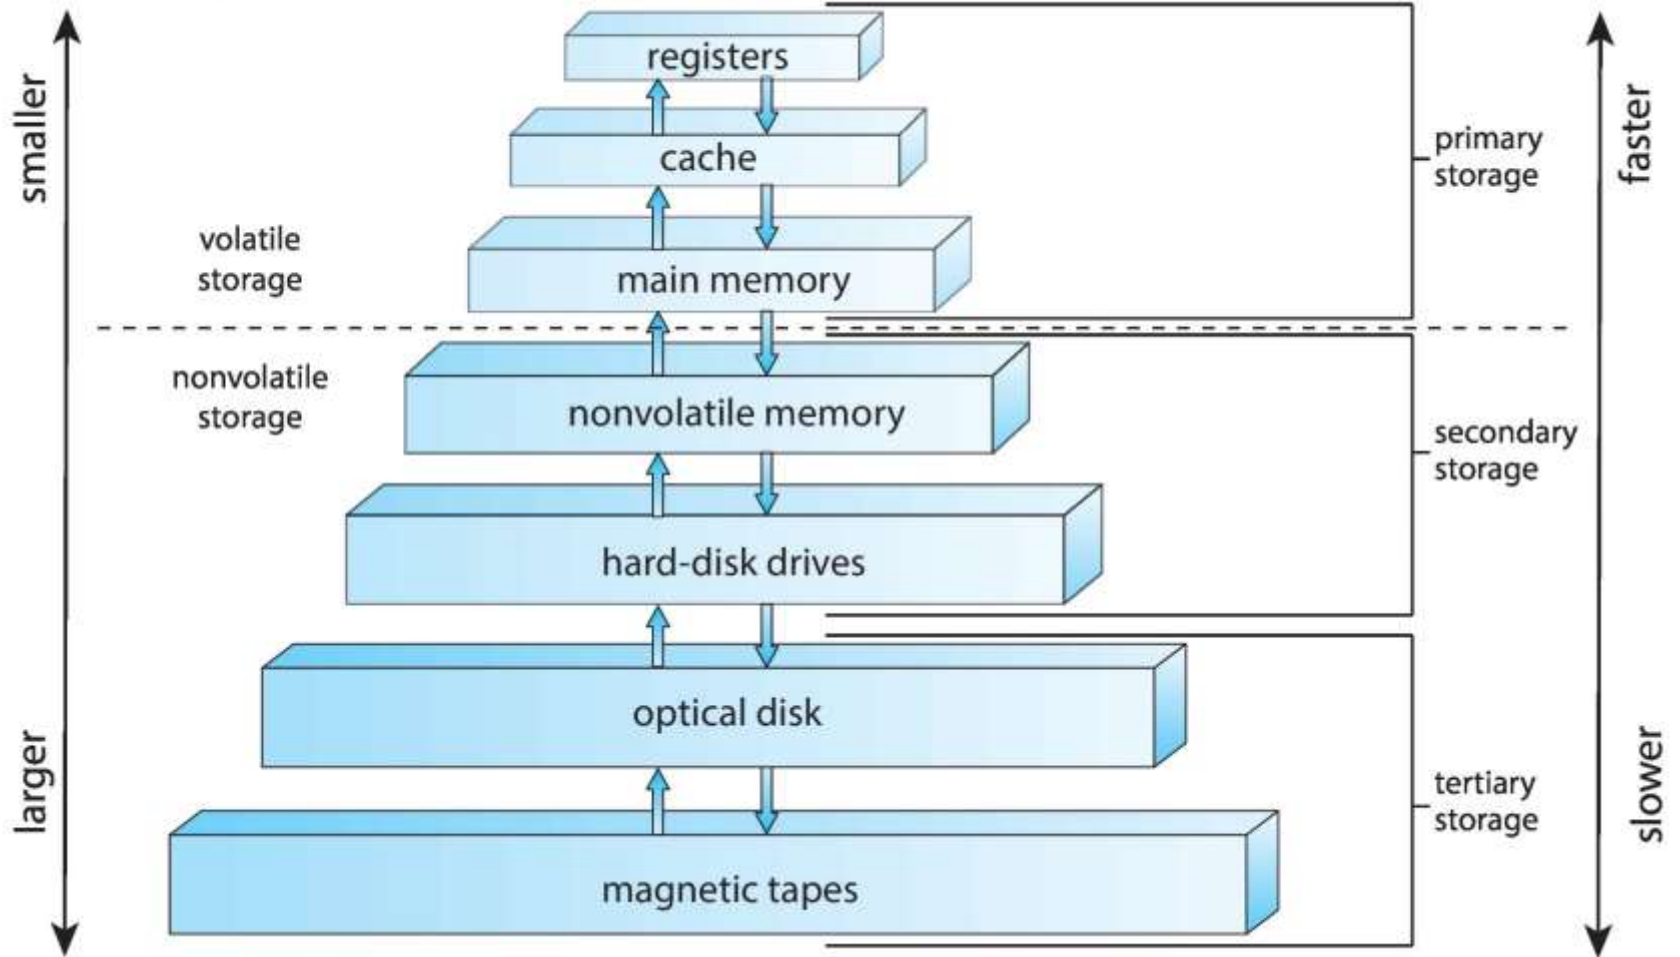 smaller
larger
registers
cache
main memory
volatile
storage
nonvolatile
storage
nonvolatile memory
hard-disk drives
optical disk
magnetic tapes
primary
storage
secondary
storage
tertiary
storage
faster
slower